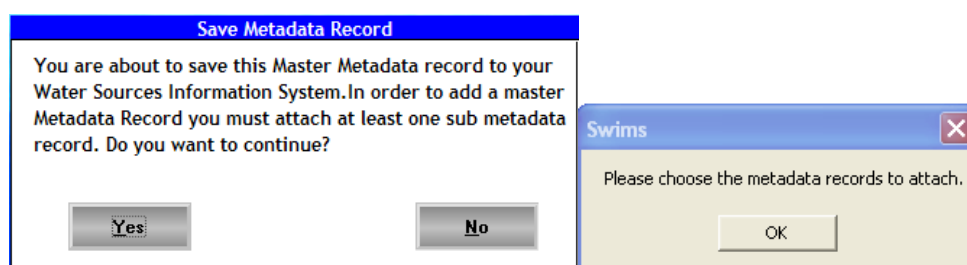 Save Metadata Record
You are about to save this Master Metadata record to your
Water Sources Information System.In order to add a master
Metadata Record you must attach at least one sub metadata
record. Do you want to continue?
Yes
No
Swims
Please choose the metadata records to attach.
OK